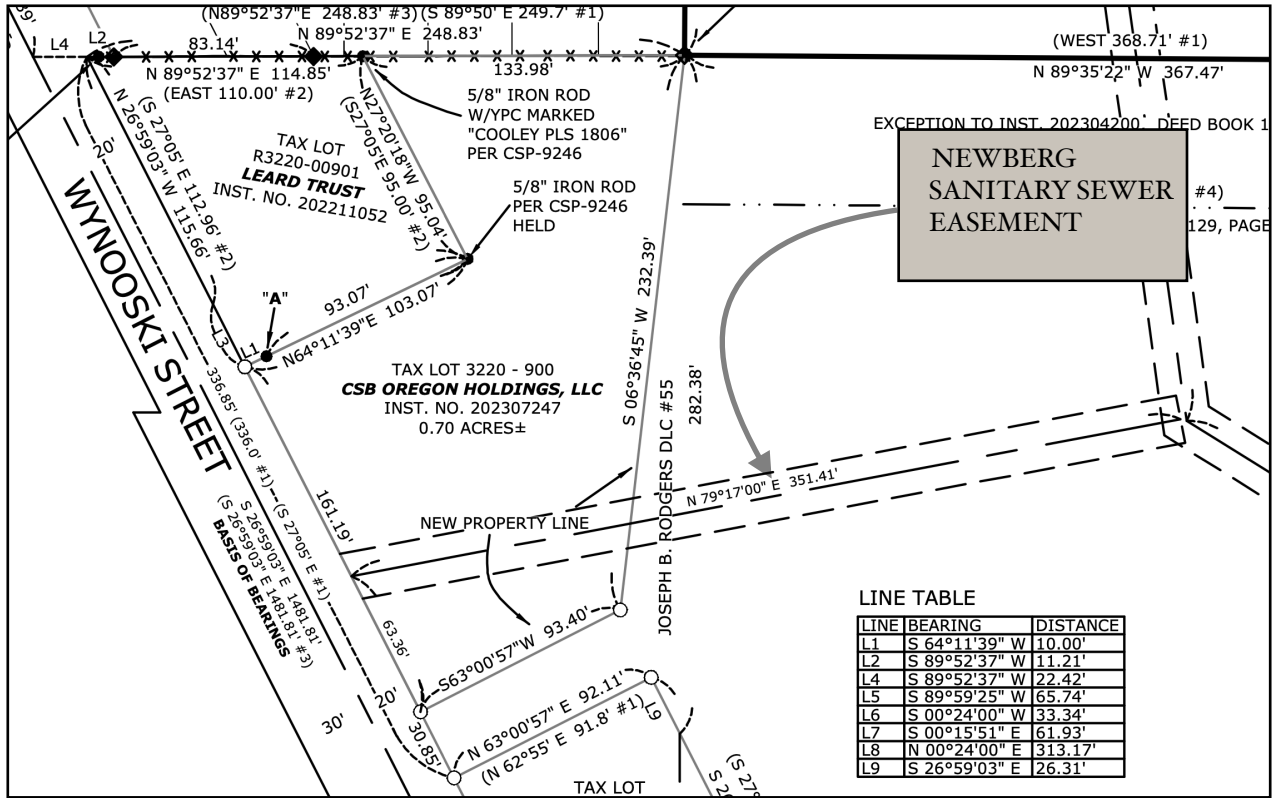 39'
(N89°52'37"E 248.83' #3)
(S 89°50' E 249.7' #1)
N 89°52'37" E 248.83'
(WEST 368.71' #1)
N 89°35'22" W 367.47'
L4
L2
83.14'
N 89°52'37" E 114.85'
(EAST 110.00' #2)
133.98'
5/8" IRON ROD
W/YPC MARKED
"COOLEY PLS 1806"
PER CSP-9246
EXCEPTION TO INST. 202304200. DEED BOOK 1
NEWBERG
SANITARY SEWER
EASEMENT
#4)
129, PAGE
20'
(S 27°05' E 112.96' #2)
N 26°59'03" W 115.66'
TAX LOT
R3220-00901
LEARD TRUST
INST. NO. 202211052
N27°20'18"W 95.04'
(S27°05'E 95.00' #2)
5/8" IRON ROD
PER CSP-9246
HELD
WYNOOSKI STREET
"A"
L3
L1
93.07'
N64°11'39"E 103.07'
S 06°36'45" W 232.39'
282.38'
JOSEPH B. RODGERS DLC #55
TAX LOT 3220 - 900
CSB OREGON HOLDINGS, LLC
INST. NO. 202307247
0.70 ACRES±
336.85' (336.0' #1)
(S 27°05' E #1)
S 26°59'03" E 1481.81'
(S 26°59'03" E 1481.81' #3)
BASIS OF BEARINGS
161.19'
N 79°17'00" E 351.41'
NEW PROPERTY LINE
63.36'
S63°00'57"W 93.40'
20'
30'
30.85'
N 63°00'57" E 92.11'
(N 62°55' E 91.8' #1)
L9
(S 27°
S 26
TAX LOT
LINE TABLE
LINE BEARING DISTANCE
L1 S 64°11'39" W 10.00'
L2 S 89°52'37" W 11.21'
L4 S 89°52'37" W 22.42'
L5 S 89°59'25" W 65.74'
L6 S 00°24'00" W 33.34'
L7 S 00°15'51" E 61.93'
L8 N 00°24'00" E 313.17'
L9 S 26°59'03" E 26.31'